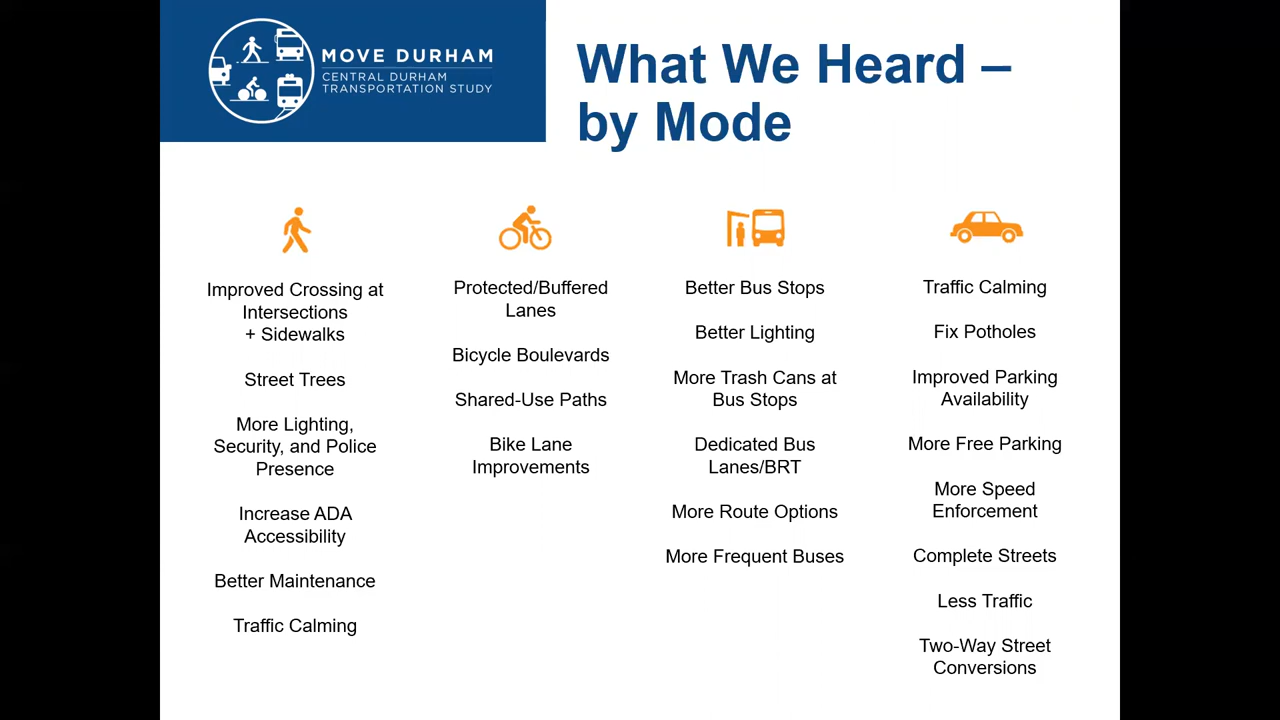 MOVE DURHAM
CENTRAL DURHAM
TRANSPORTATION STUDY
What We Heard –
by Mode
Improved Crossing at
Intersections
+ Sidewalks
Street Trees
More Lighting,
Security, and Police
Presence
Increase ADA
Accessibility
Better Maintenance
Traffic Calming
Protected/Buffered
Lanes
Bicycle Boulevards
Shared-Use Paths
Bike Lane
Improvements
Better Bus Stops
Better Lighting
More Trash Cans at
Bus Stops
Dedicated Bus
Lanes/BRT
More Route Options
More Frequent Buses
Traffic Calming
Fix Potholes
Improved Parking
Availability
More Free Parking
More Speed
Enforcement
Complete Streets
Less Traffic
Two-Way Street
Conversions